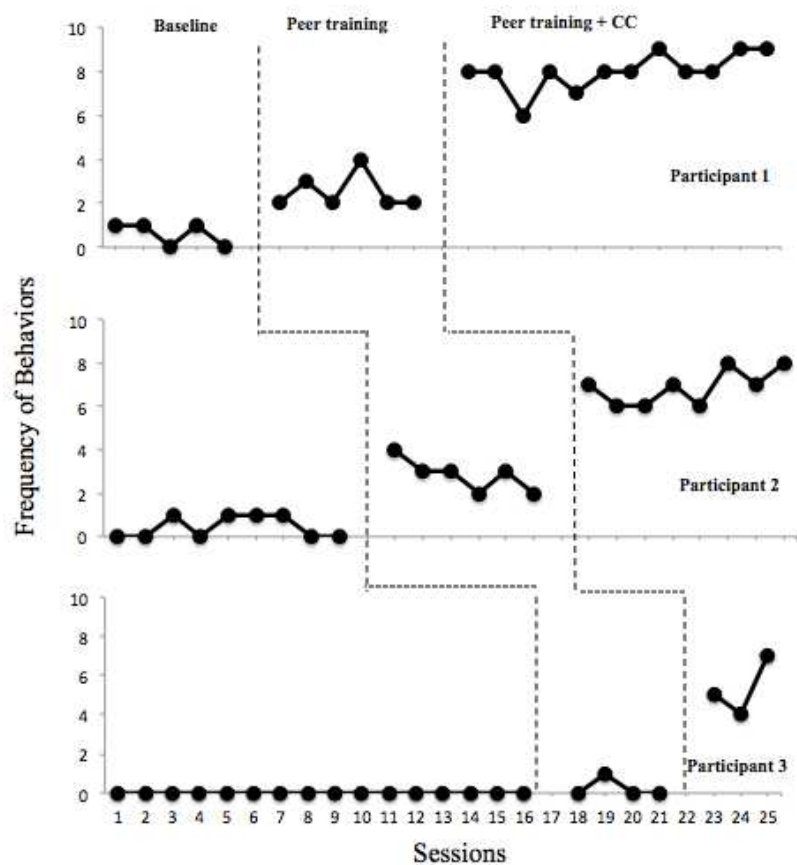 Baseline Peer training Peer training + CC
10
8
6
4
2
0
Participant 1
Frequency of Behaviors
10
8
6
4
2
0
Participant 2
10
8
6
4
2
0
Participant 3
1 2 3 4 5 6 7 8 9 10 11 12 13 14 15 16 17 18 19 20 21 22 23 24 25
Sessions